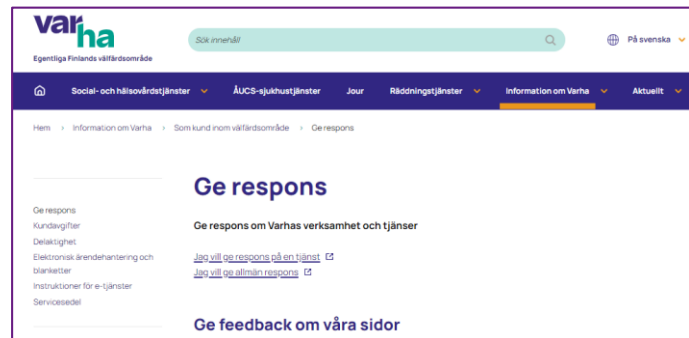 varha
Egentliga Finlands välfärdsområde
Sök innehåll
På svenska
Social- och hälsovårdstjänster
ÅUCS-sjukhustjänster
Jour
Räddningstjänster
Information om Varha
Aktuellt
Hem > Information om Varha > Som kund inom välfärdsområde > Ge respons
Ge respons
Kundavgifter
Delaktighet
Elektronisk ärendehantering och
blanketter
Instruktioner för e-tjänster
Servicesedel
Ge respons
Ge respons om Varhas verksamhet och tjänser
Jag vill ge respons på en tjänst
Jag vill ge allmän respons
Ge feedback om våra sidor